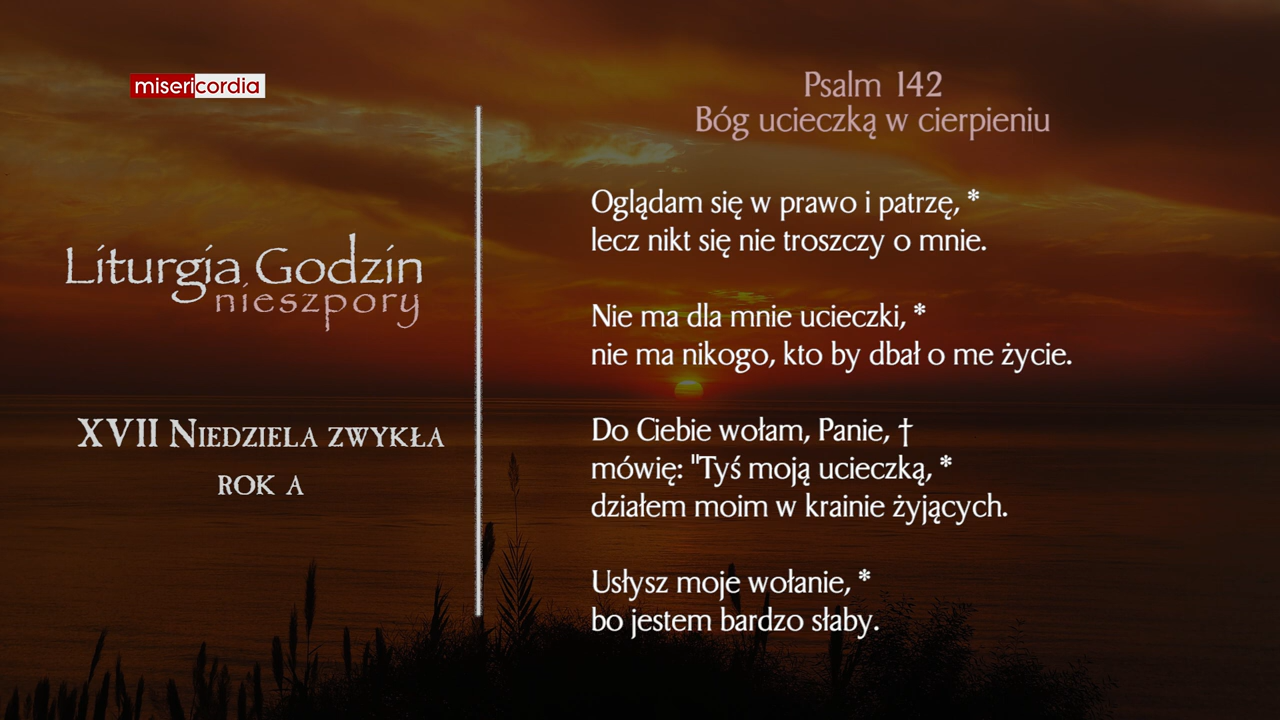 misericordia
Liturgia Godzin
nieszpory
XVII Niedziela zwykła
rok A
Psalm 142
Bóg ucieczką w cierpieniu
Oglądam się w prawo i patrzę, *
lecz nikt się nie troszczy o mnie.
Nie ma dla mnie ucieczki, *
nie ma nikogo, kto by dbał o me życie.
Do Ciebie wołam, Panie, †
mówię: "Tyś moją ucieczką, *
działem moim w krainie żyjących.
Usłysz moje wołanie, *
bo jestem bardzo słaby.